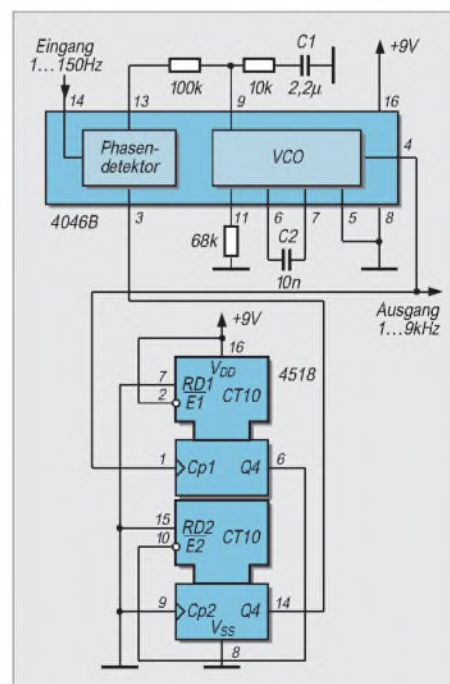 Eingang
1...150Hz
C1
+9V
100k
10k
2,2µ
14
13
9
16
Phasen-
detektor
VCO
4
4046B
3
11
6
7
5
8
68k
C2
10n
Ausgang
1...9kHz
+9V
16
4518
VDD
7
RD1
CT10
2
E1
1
Cp1
Q4
6
15
RD2
CT10
10
E2
9
Cp2
Q4
14
VSS
8